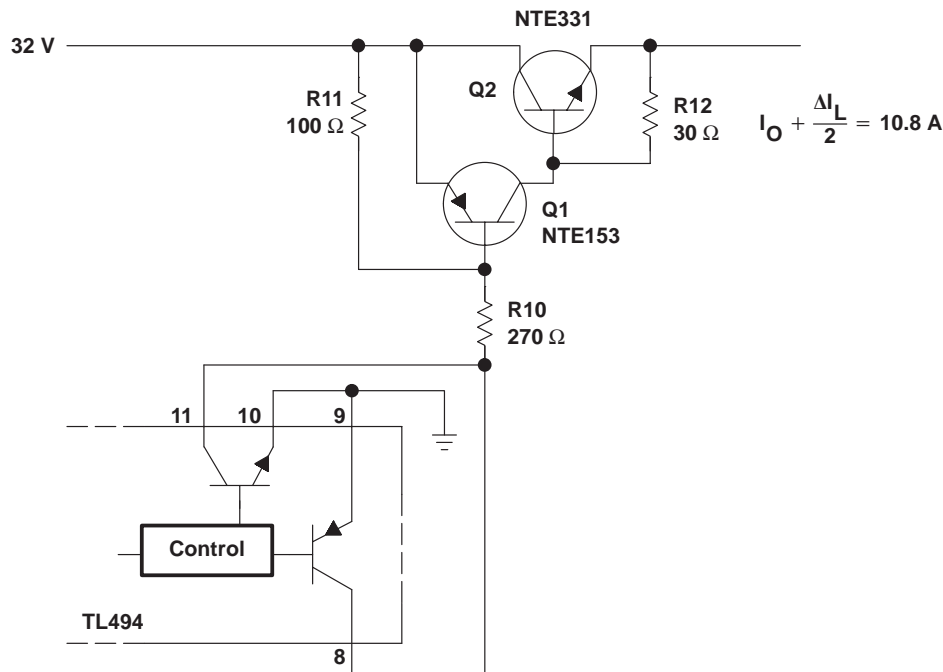 NTE331
32 V
Q2
R11
100 Ω
R12
30 Ω
I_O + ΔI_L/2 = 10.8 A
Q1
NTE153
R10
270 Ω
11
10
9
Control
TL494
8